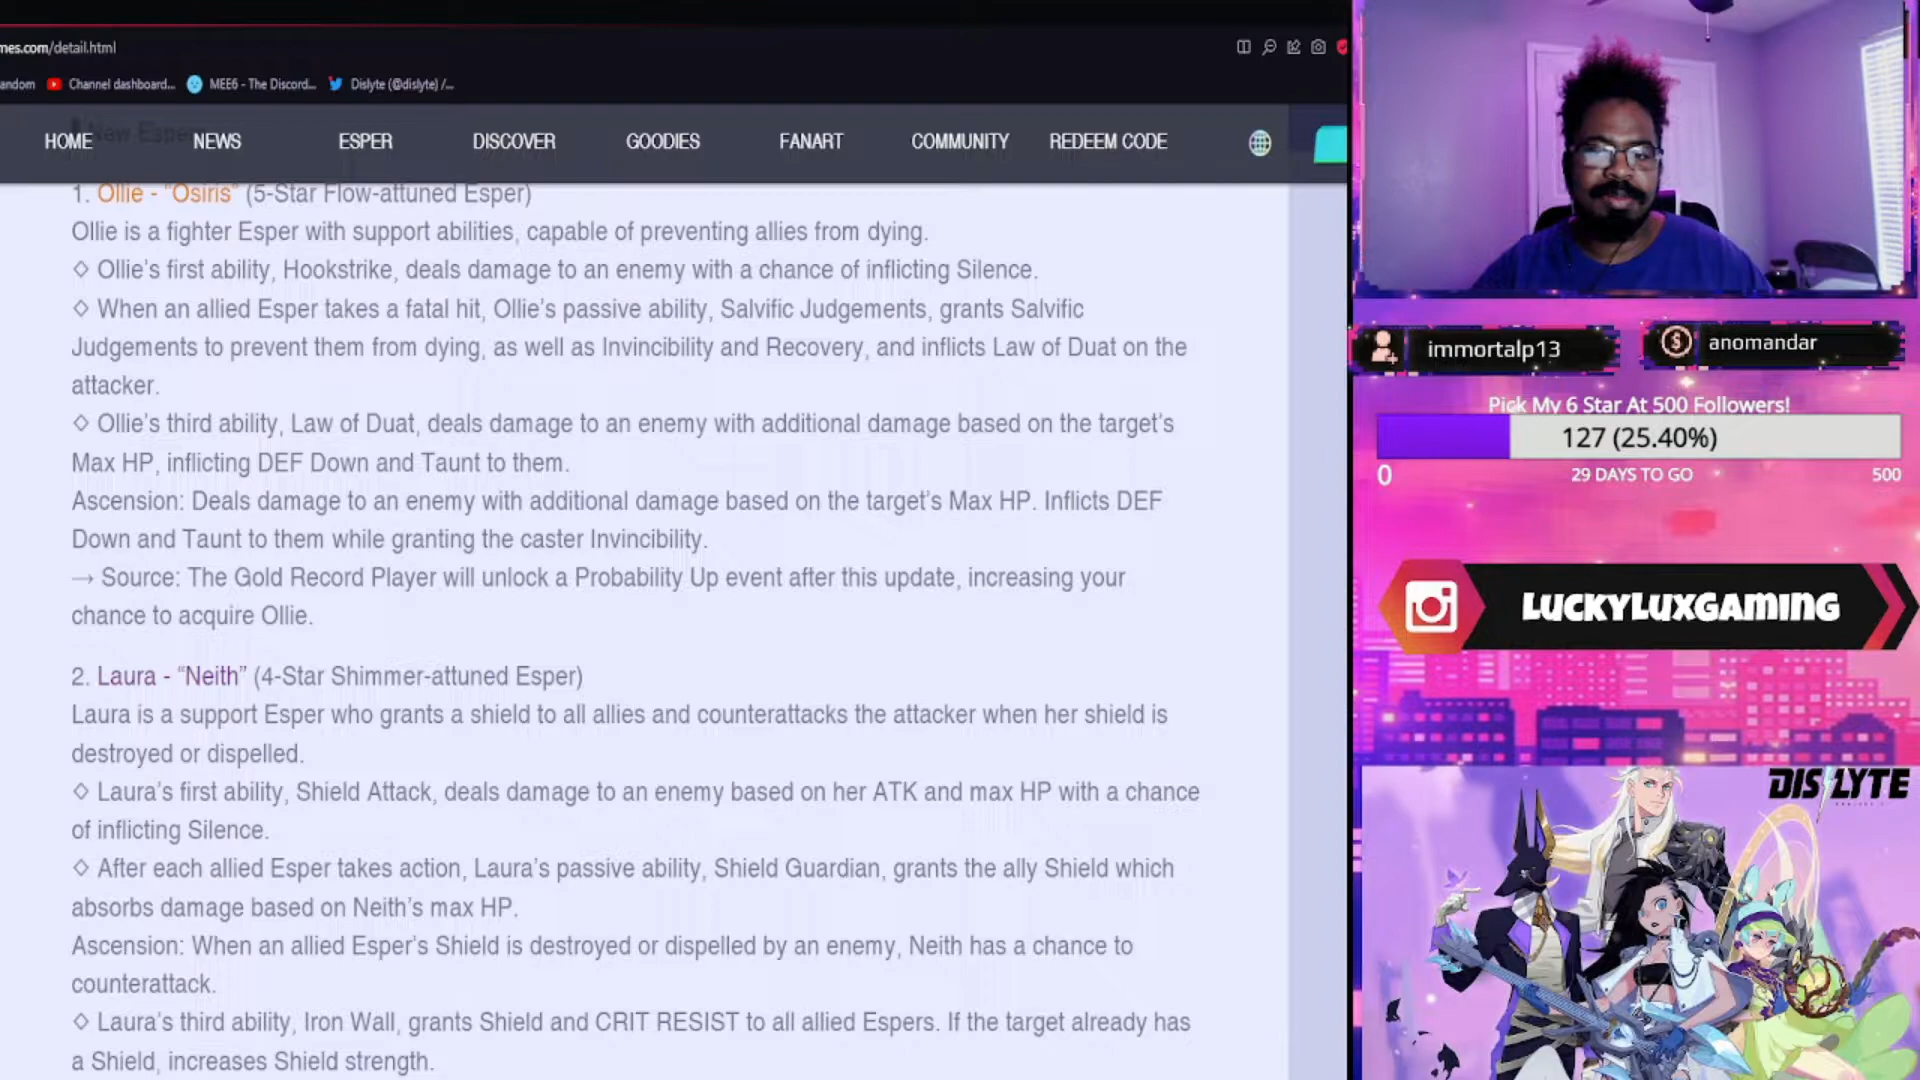 mes.com/detail.html
andom
Channel dashboard...
MEE6 - The Discord...
Dislyte (@dislyte) /...
New Esper
HOME
NEWS
ESPER
DISCOVER
GOODIES
FANART
COMMUNITY
REDEEM CODE
1. Ollie - "Osiris" (5-Star Flow-attuned Esper)
Ollie is a fighter Esper with support abilities, capable of preventing allies from dying.
◇ Ollie's first ability, Hookstrike, deals damage to an enemy with a chance of inflicting Silence.
◇ When an allied Esper takes a fatal hit, Ollie's passive ability, Salvific Judgements, grants Salvific
Judgements to prevent them from dying, as well as Invincibility and Recovery, and inflicts Law of Duat on the
attacker.
◇ Ollie's third ability, Law of Duat, deals damage to an enemy with additional damage based on the target's
Max HP, inflicting DEF Down and Taunt to them.
Ascension: Deals damage to an enemy with additional damage based on the target's Max HP. Inflicts DEF
Down and Taunt to them while granting the caster Invincibility.
→ Source: The Gold Record Player will unlock a Probability Up event after this update, increasing your
chance to acquire Ollie.
2. Laura - "Neith" (4-Star Shimmer-attuned Esper)
Laura is a support Esper who grants a shield to all allies and counterattacks the attacker when her shield is
destroyed or dispelled.
◇ Laura's first ability, Shield Attack, deals damage to an enemy based on her ATK and max HP with a chance
of inflicting Silence.
◇ After each allied Esper takes action, Laura's passive ability, Shield Guardian, grants the ally Shield which
absorbs damage based on Neith's max HP.
Ascension: When an allied Esper's Shield is destroyed or dispelled by an enemy, Neith has a chance to
counterattack.
◇ Laura's third ability, Iron Wall, grants Shield and CRIT RESIST to all allied Espers. If the target already has
a Shield, increases Shield strength.
immortalp13
anomandar
Pick My 6 Star At 500 Followers!
127 (25.40%)
0
29 DAYS TO GO
500
LUCKYLUXGAMING
DISLYTE